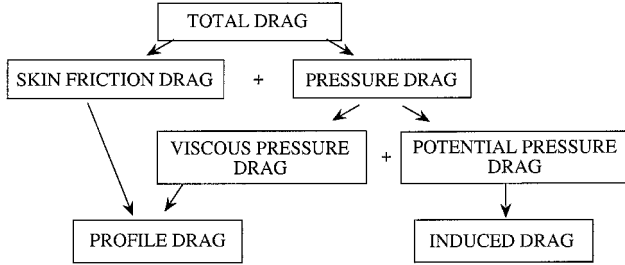 TOTAL DRAG
SKIN FRICTION DRAG + PRESSURE DRAG
VISCOUS PRESSURE
DRAG
+
POTENTIAL PRESSURE
DRAG
PROFILE DRAG
INDUCED DRAG